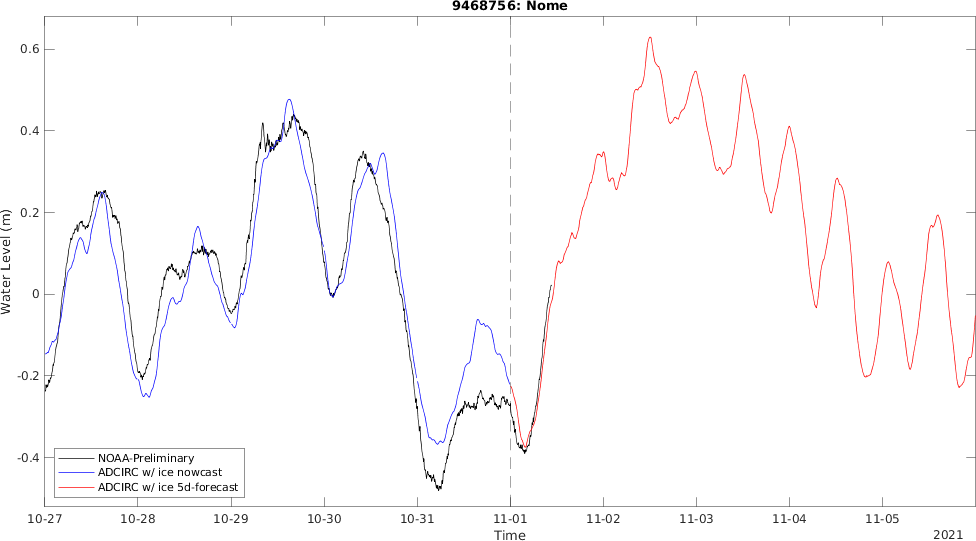 9468756: Nome
Water Level (m)
0.6
0.4
0.2
0
-0.2
-0.4
NOAA-Preliminary
ADCIRC w/ ice nowcast
ADCIRC w/ ice 5d-forecast
10-27 10-28 10-29 10-30 10-31 11-01 11-02 11-03 11-04 11-05
Time
2021